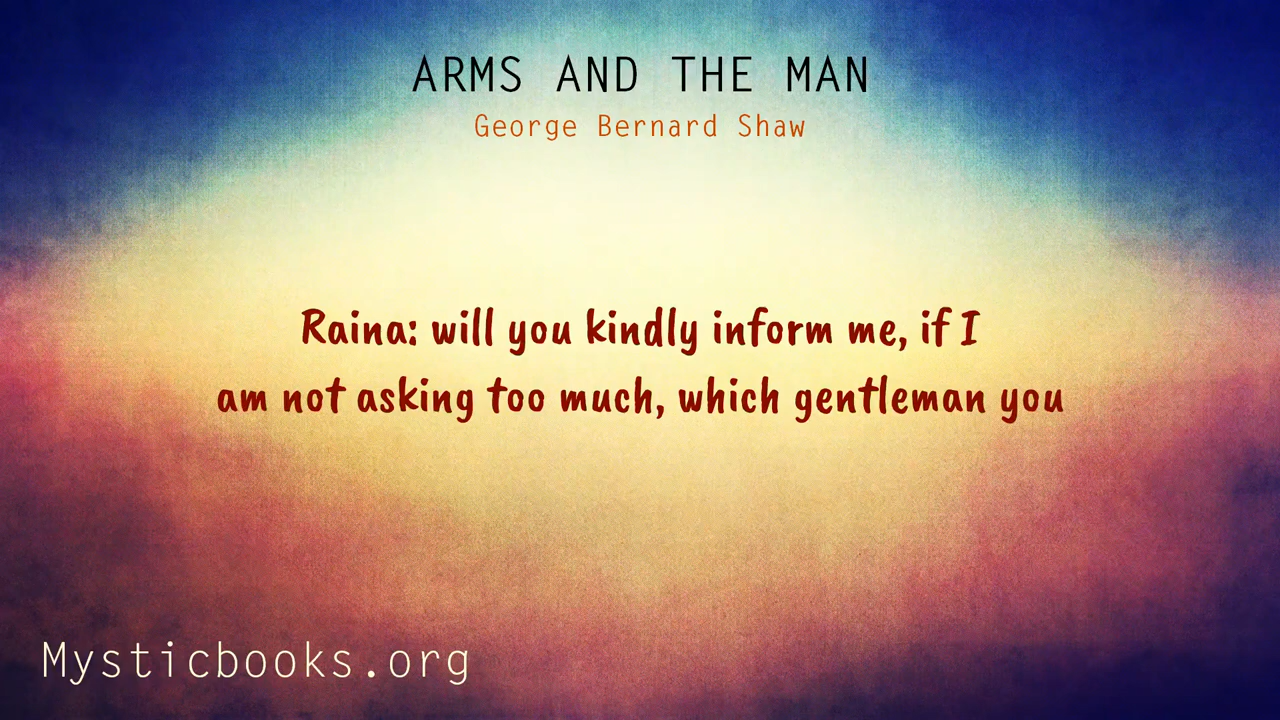 ARMS AND THE MAN
George Bernard Shaw
Raina: will you kindly inform me, if I
am not asking too much, which gentleman you
Mysticbooks.org